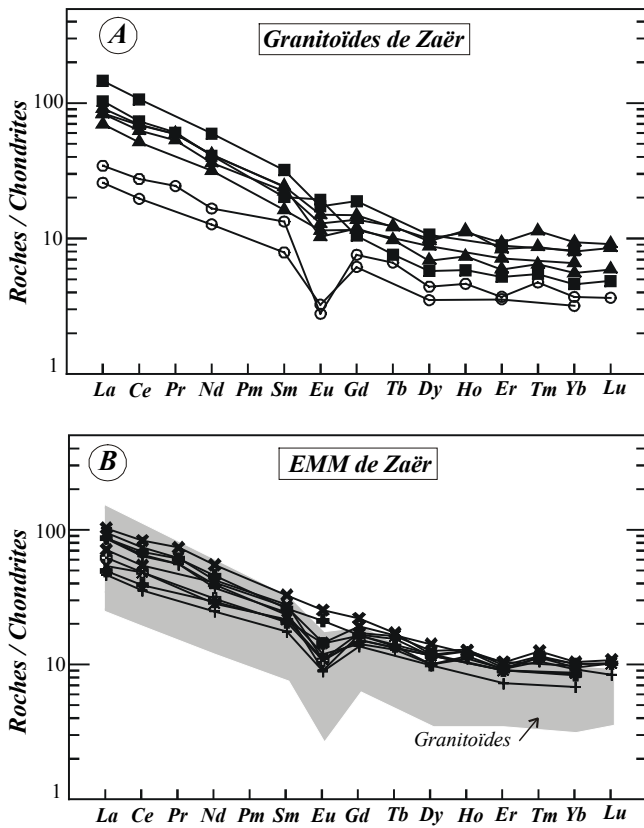 A
Granitoïdes de Zaër
100
10
1
Roches / Chondrites
La Ce Pr Nd Pm Sm Eu Gd Tb Dy Ho Er Tm Yb Lu
B
EMM de Zaër
100
10
1
Roches / Chondrites
Granitoïdes
La Ce Pr Nd Pm Sm Eu Gd Tb Dy Ho Er Tm Yb Lu